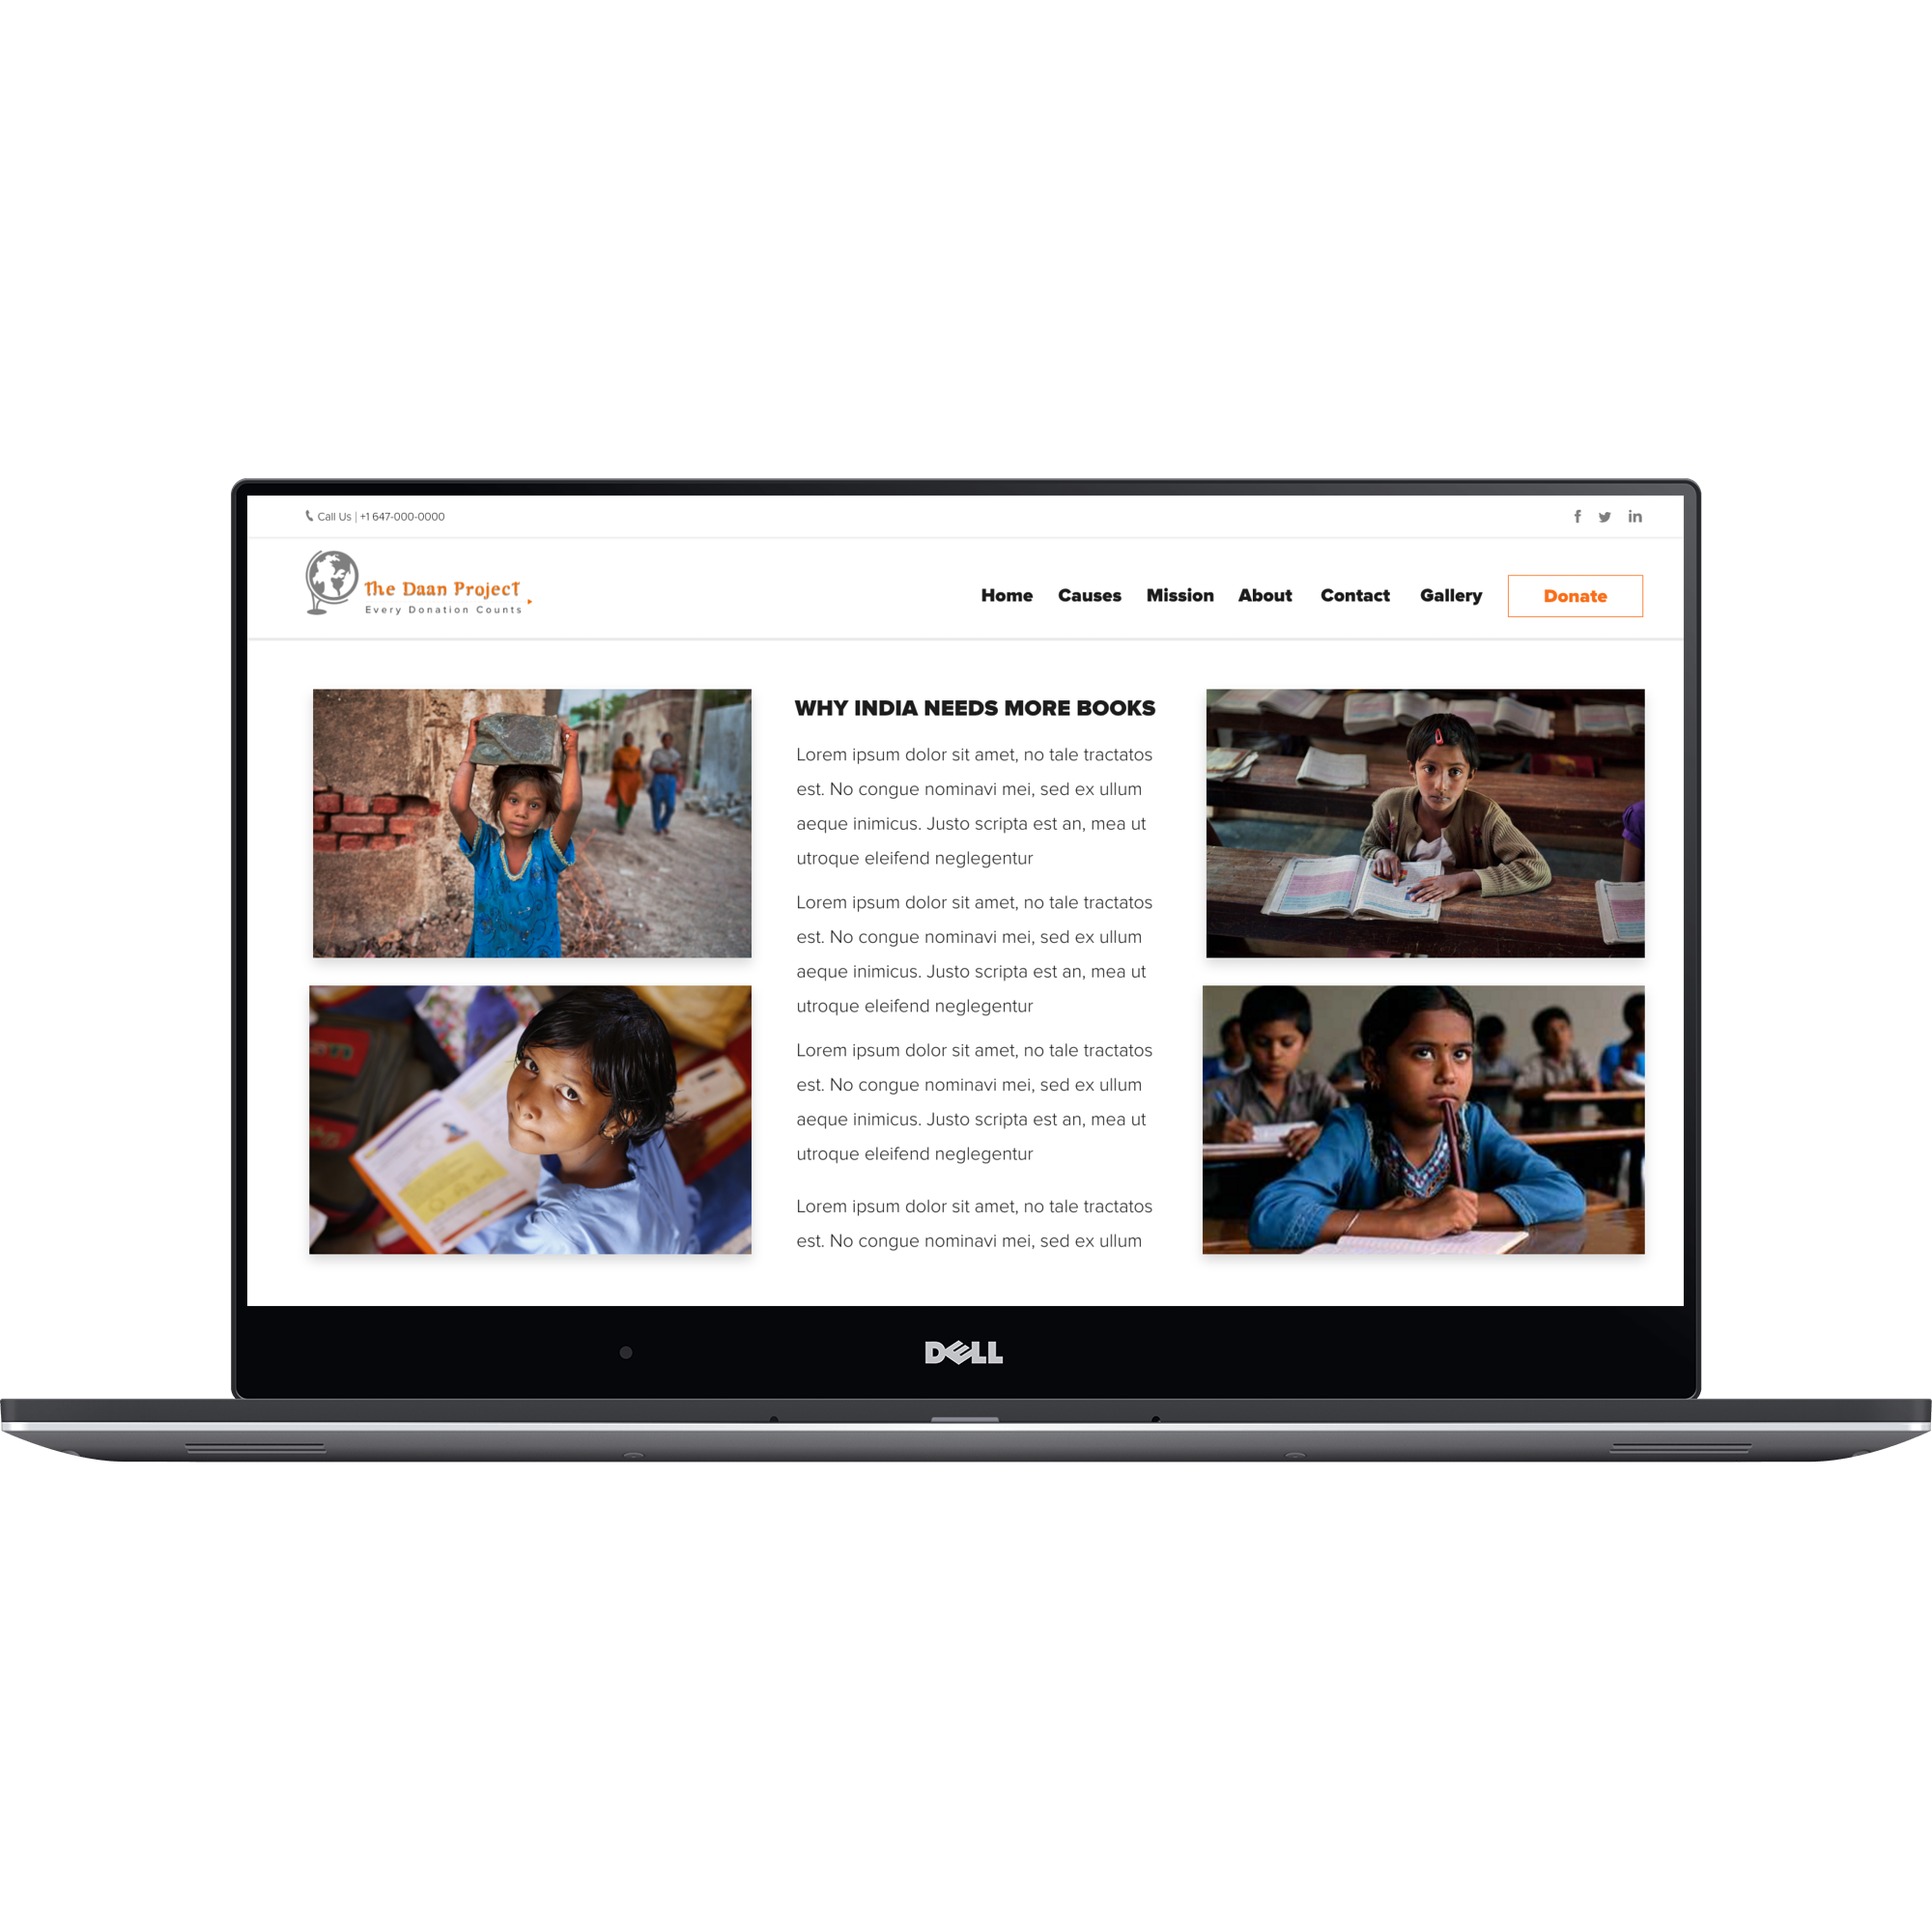 Call Us | +1 647-000-0000
f in
The Daan Project
Every Donation Counts
Home Causes Mission About Contact Gallery Donate
WHY INDIA NEEDS MORE BOOKS
Lorem ipsum dolor sit amet, no tale tractatos
est. No congue nominavi mei, sed ex ullum
aeque inimicus. Justo scripta est an, mea ut
utroque eleifend neglegentur
Lorem ipsum dolor sit amet, no tale tractatos
est. No congue nominavi mei, sed ex ullum
aeque inimicus. Justo scripta est an, mea ut
utroque eleifend neglegentur
Lorem ipsum dolor sit amet, no tale tractatos
est. No congue nominavi mei, sed ex ullum
aeque inimicus. Justo scripta est an, mea ut
utroque eleifend neglegentur
Lorem ipsum dolor sit amet, no tale tractatos
est. No congue nominavi mei, sed ex ullum
DELL